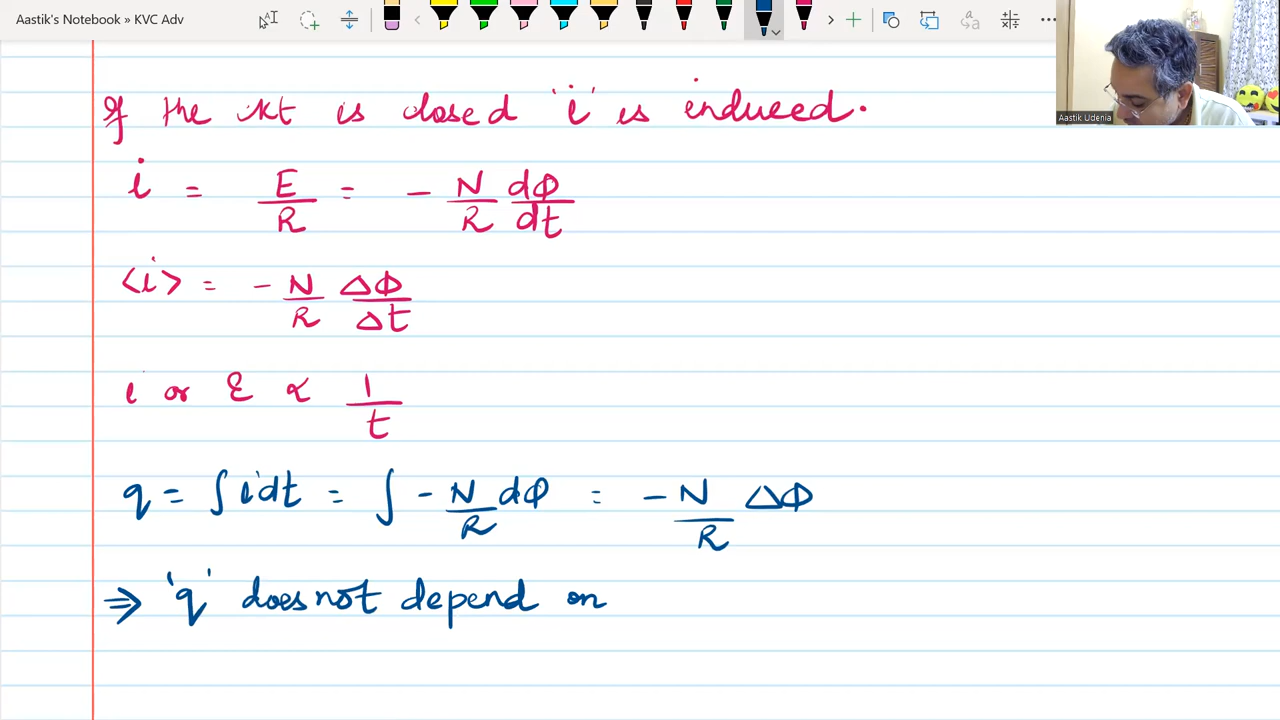 Aastik's Notebook » KVC Adv
Aastik Udenia
If the ckt is closed 'i' is induced.
i = E/R = - N/R dΦ/dt
<i> = - N/R ΔΦ/Δt
i or ℰ ∝ 1/t
q = ∫ i dt = ∫ - N/R dΦ = - N/R ΔΦ
⇒ 'q' does not depend on